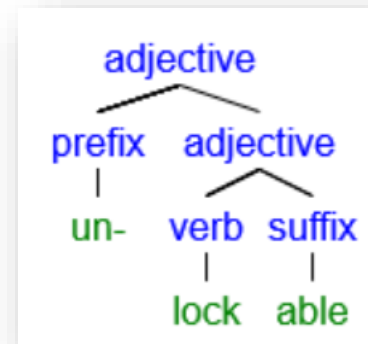 adjective
prefix adjective
un- verb suffix
lock able